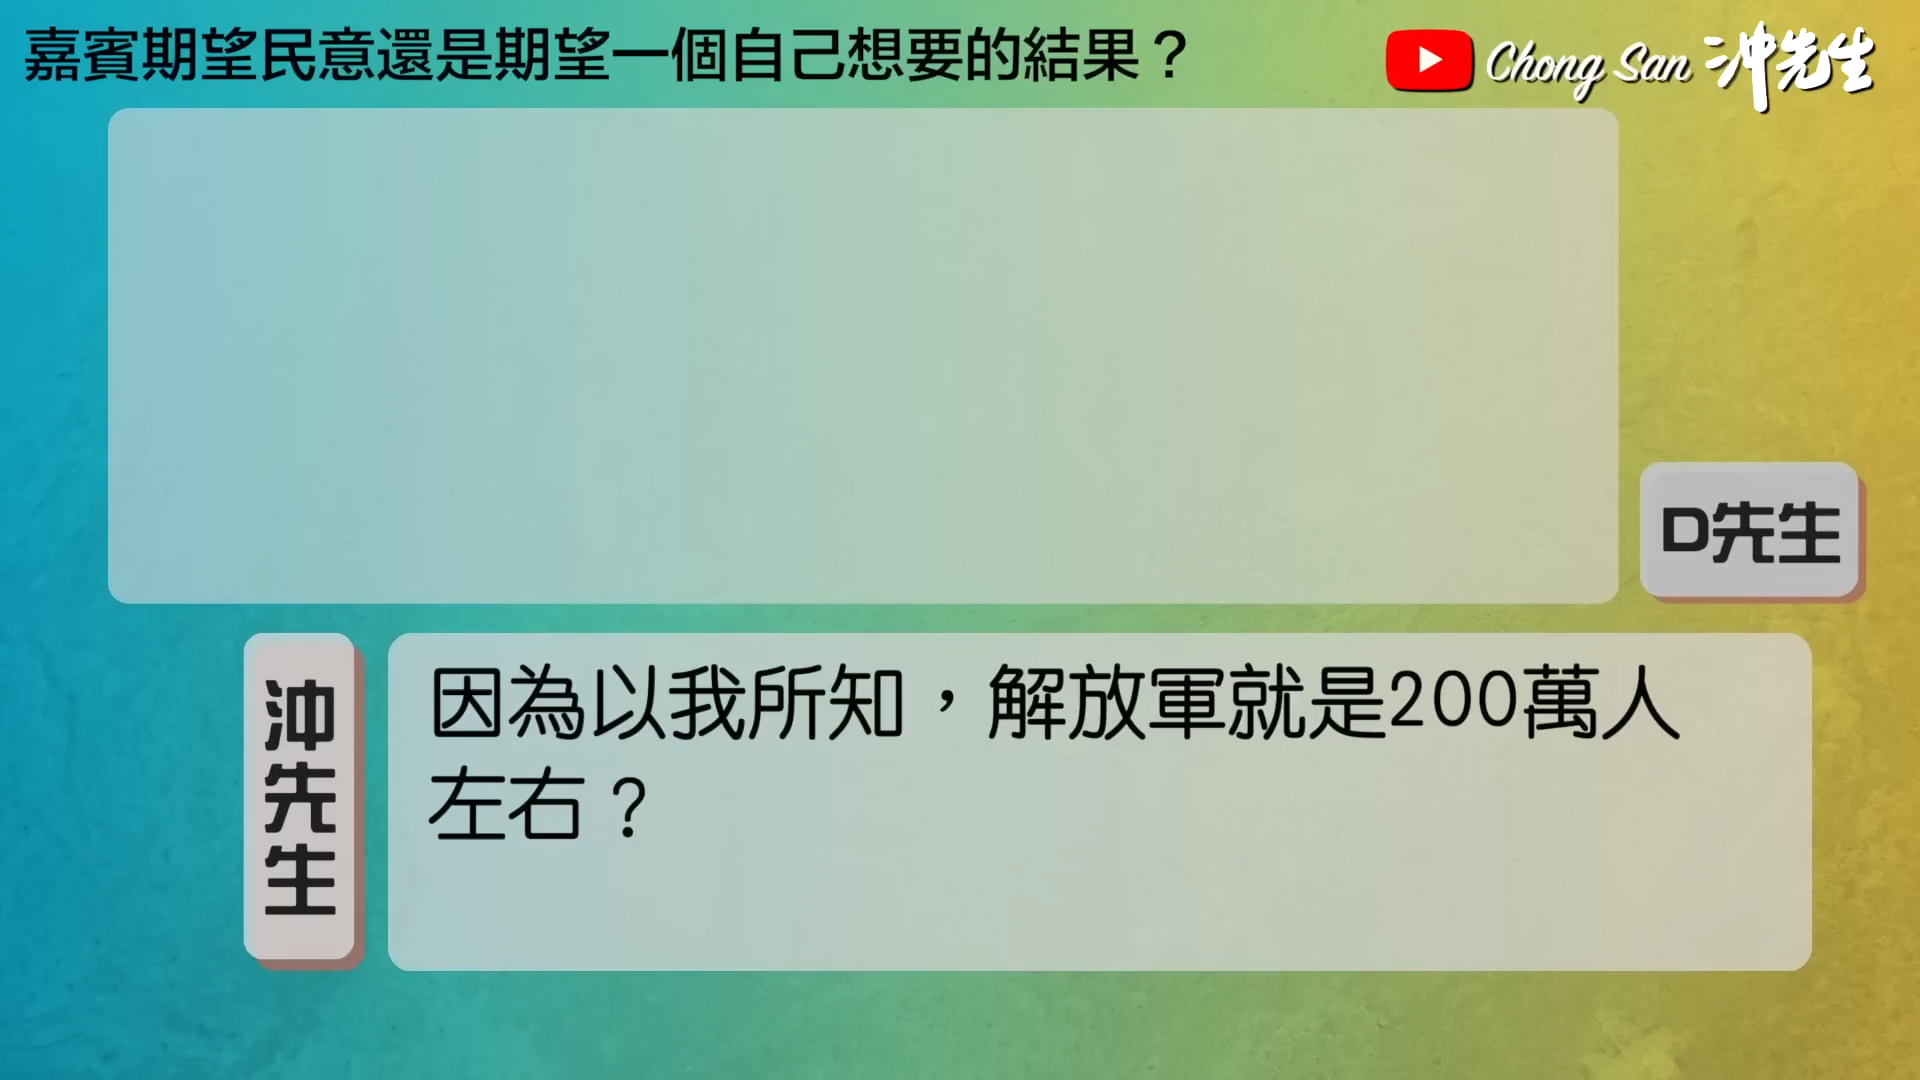 嘉賓期望民意還是期望一個自己想要的結果？
Chong San 沖先生
D先生
沖先生
因為以我所知，解放軍就是200萬人
左右？